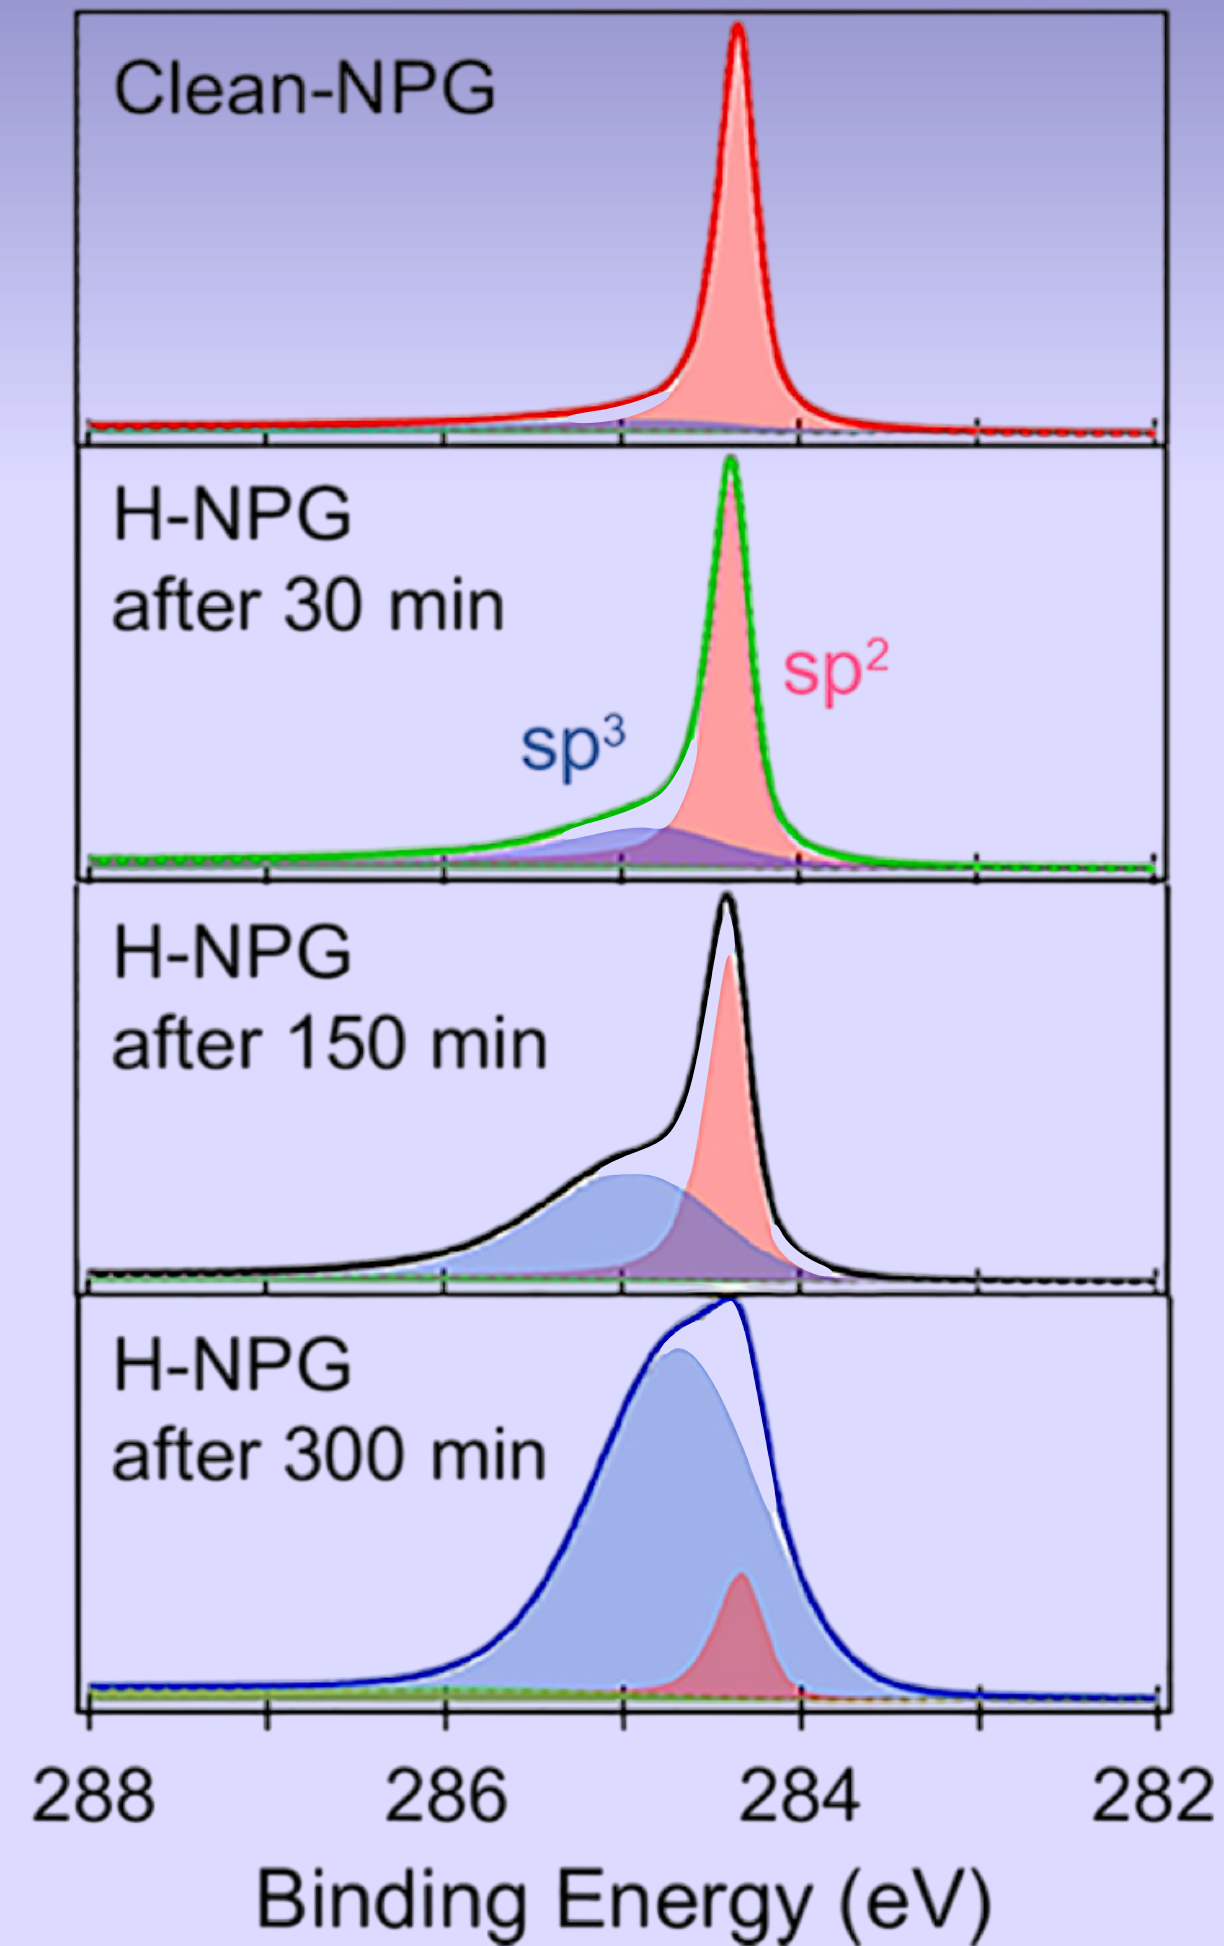 Clean-NPG
H-NPG
after 30 min
sp²
sp³
H-NPG
after 150 min
H-NPG
after 300 min
288 286 284 282
Binding Energy (eV)